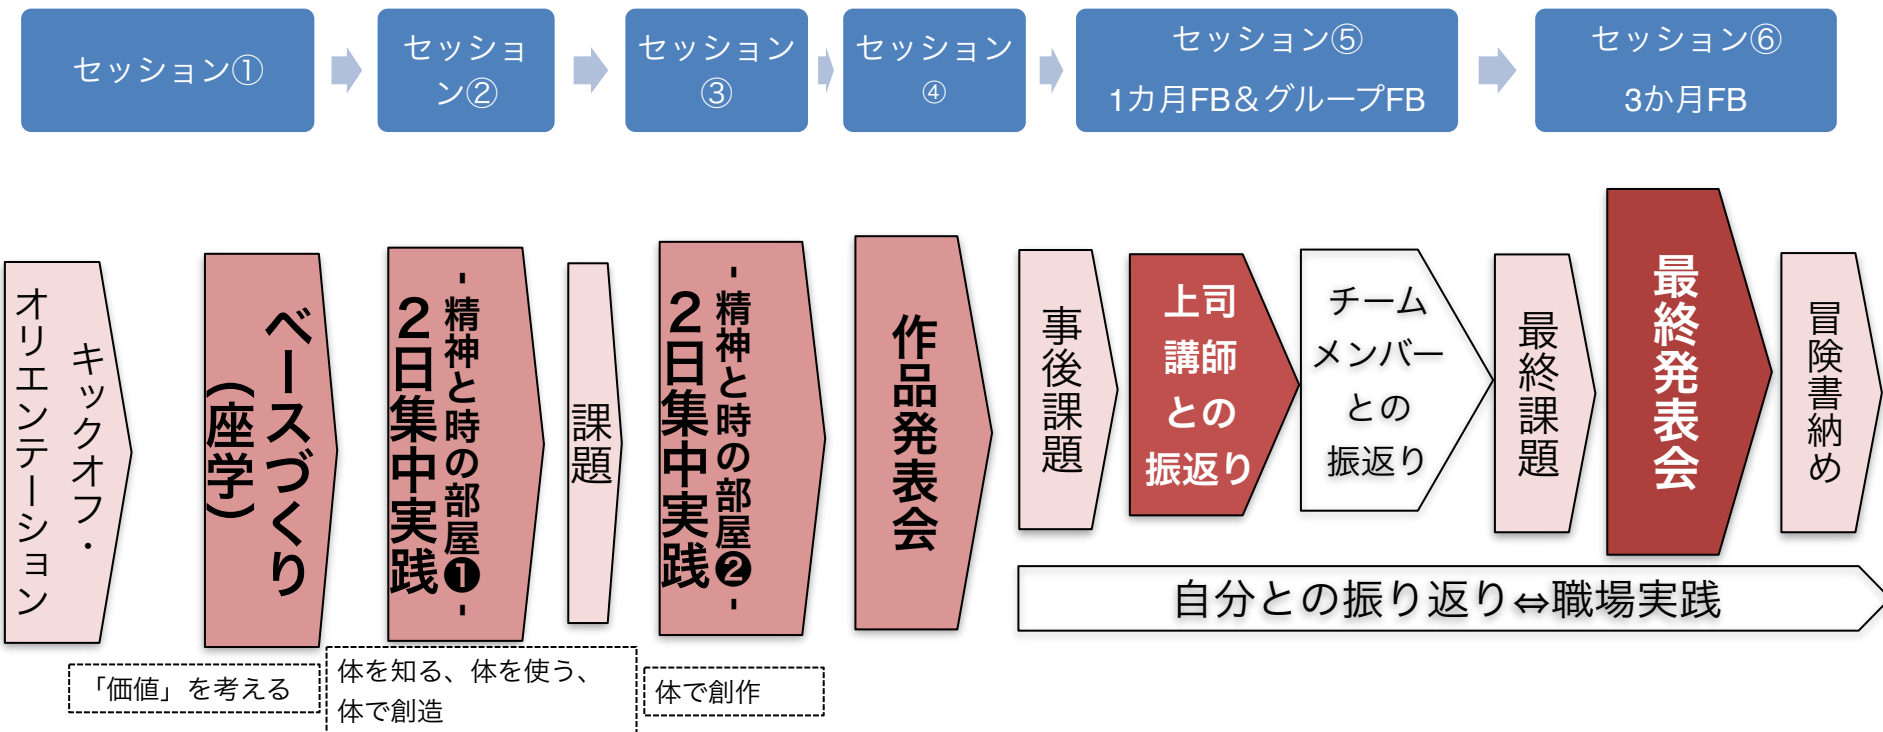 セッション①
セッショ
ン②
セッション
③
セッション
④
セッション⑤
1カ月FB＆グループFB
セッション⑥
3か月FB
キックオフ・
オリエンテーション
ベースづくり
（座学）
-精神と時の部屋❶-
２日集中実践
課題
-精神と時の部屋❷-
２日集中実践
作品発表会
事後課題
上司
講師
との
振返り
チーム
メンバー
との
振返り
最終課題
最終発表会
冒険書納め
自分との振り返り⇔職場実践
「価値」を考える
体を知る、体を使う、
体で創造
体で創作